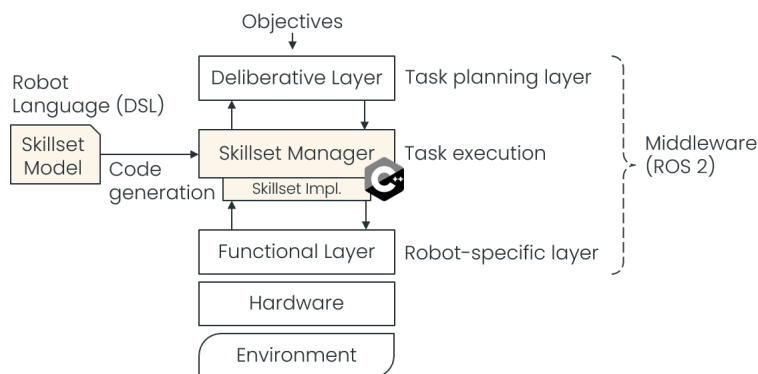 Objectives
Deliberative Layer
Task planning layer
Robot
Language (DSL)
Skillset
Model
Code
generation
Skillset Manager
Task execution
Skillset Impl.
C++
Middleware
(ROS 2)
Functional Layer
Robot-specific layer
Hardware
Environment